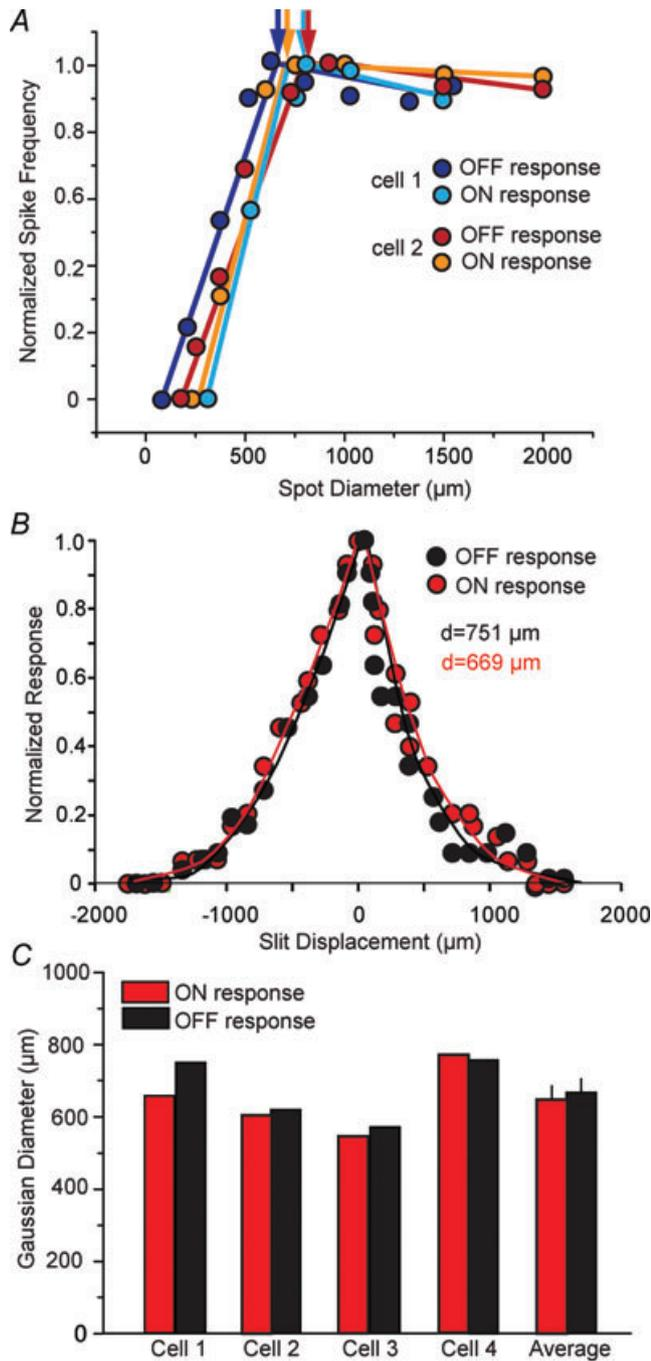 A
Normalized Spike Frequency
1.0
0.8
0.6
0.2
0.2
0
cell 1
OFF response
ON response
cell 2
OFF response
ON response
0 500 1000 1500 2000
Spot Diameter (µm)
B
Normalized Response
1.0
0.8
0.6
0.4
0.2
0
OFF response
ON response
d=751 µm
d=669 µm
-2000 -1000 0 1000 2000
Slit Displacement (µm)
C
Gaussian Diameter (µm)
1000
800
600
400
200
0
ON response
OFF response
Cell 1 Cell 2 Cell 3 Cell 4 Average